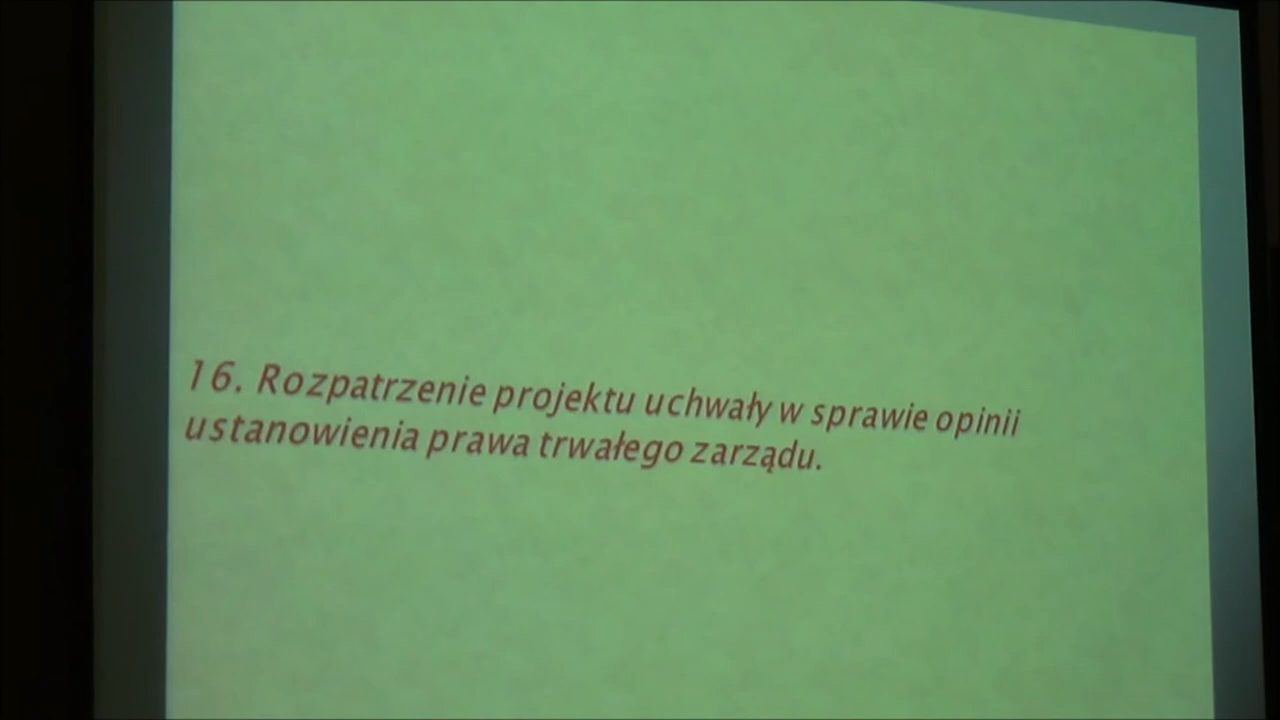 16. Rozpatrzenie projektu uchwały w sprawie opinii
ustanowienia prawa trwałego zarządu.